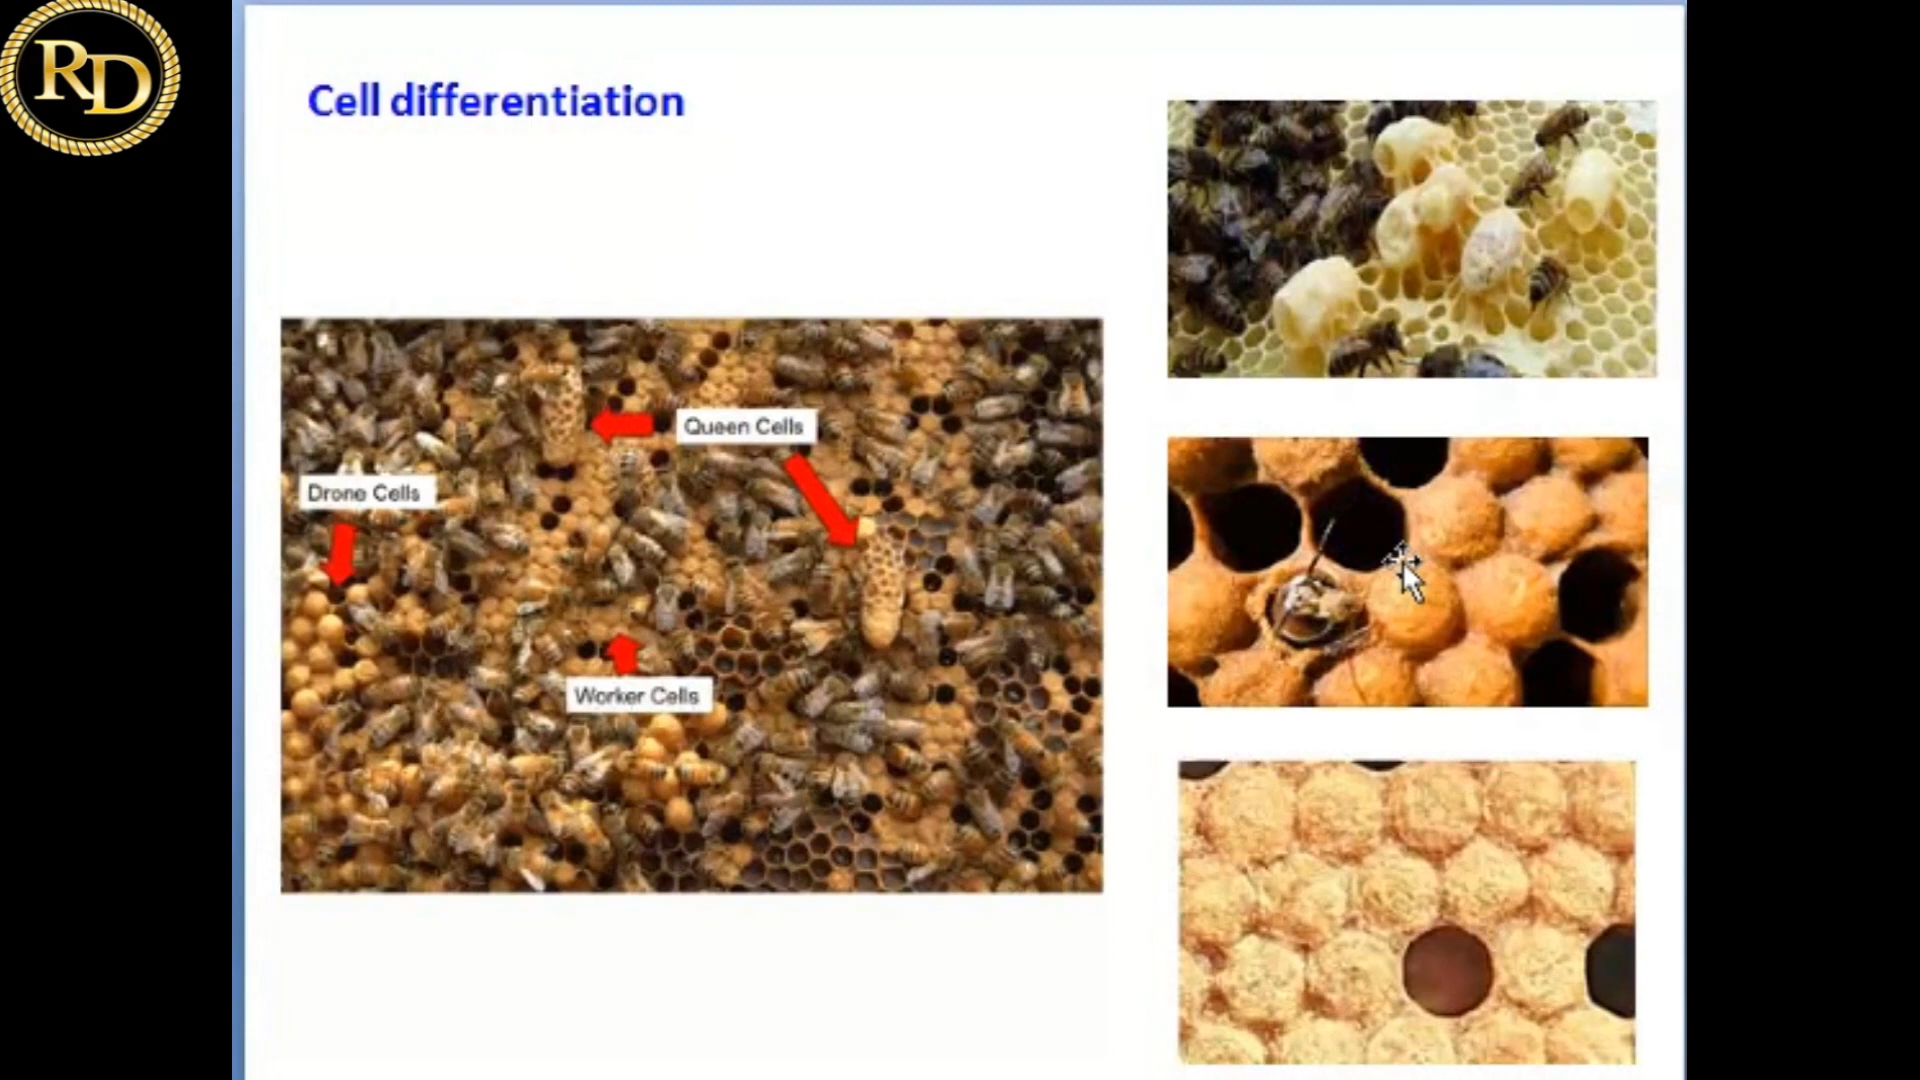 RD
Cell differentiation
Queen Cells
Drone Cells
Worker Cells